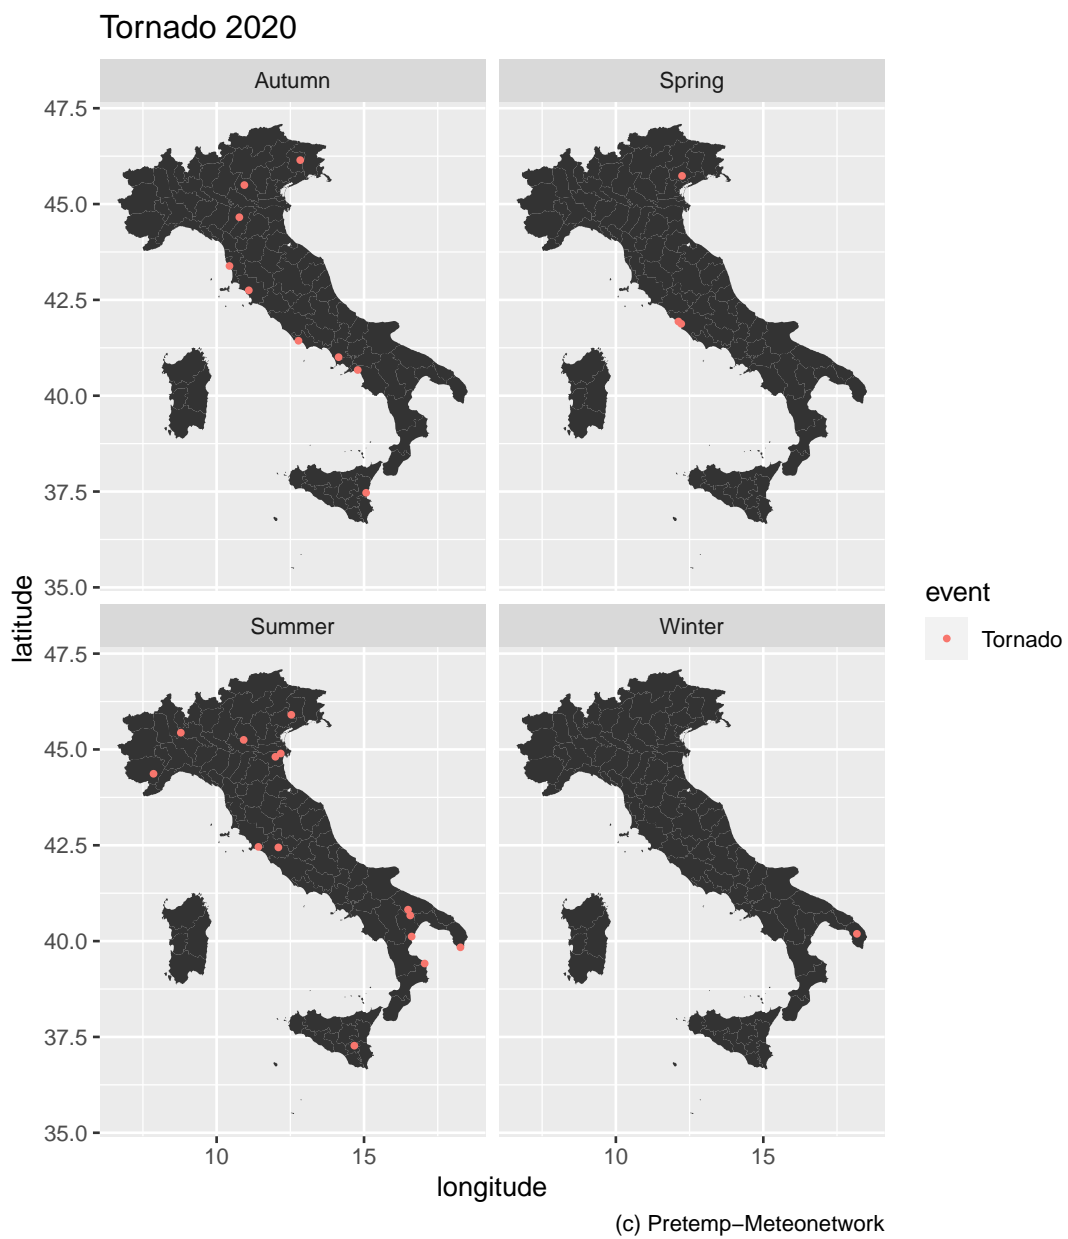 Tornado 2020
Autumn
Spring
47.5
45.0
42.5
40.0
37.5
35.0
Summer
Winter
47.5
45.0
42.5
40.0
37.5
35.0
10
15
10
15
latitude
longitude
event
Tornado
(c) Pretemp−Meteonetwork